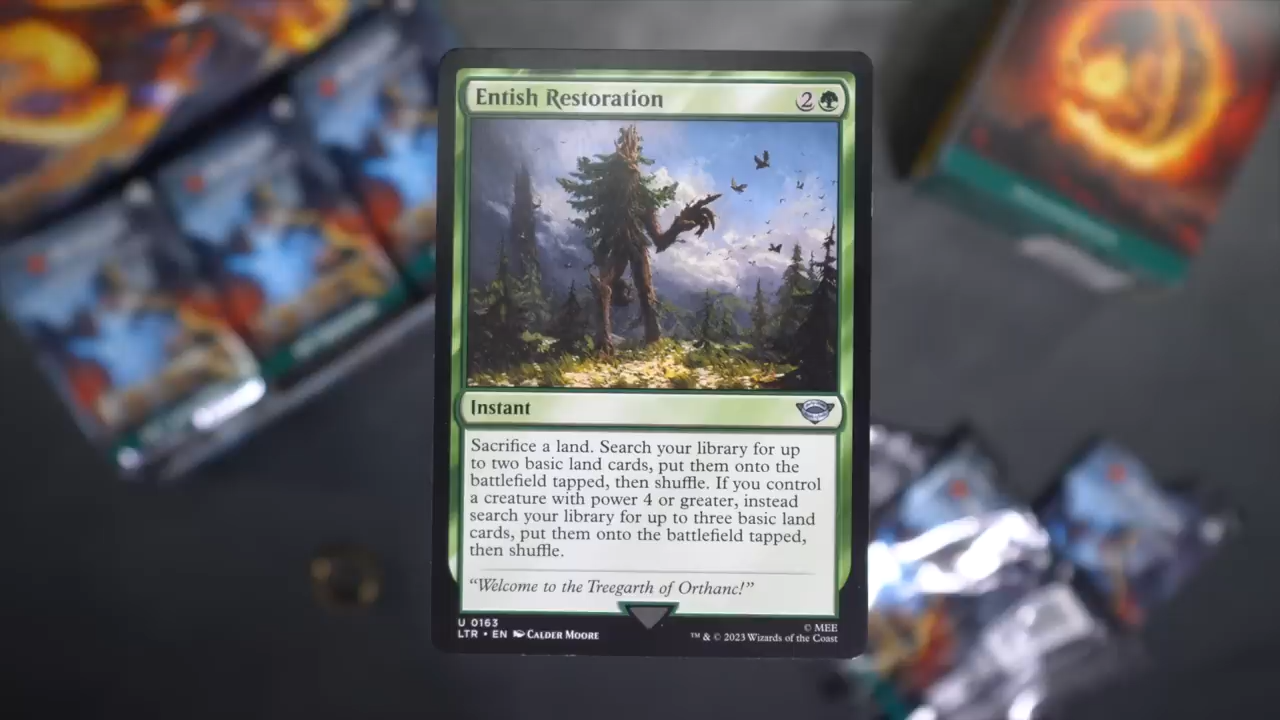 Entish Restoration 2
Instant
Sacrifice a land. Search your library for up
to two basic land cards, put them onto the
battlefield tapped, then shuffle. If you control
a creature with power 4 or greater, instead
search your library for up to three basic land
cards, put them onto the battlefield tapped,
then shuffle.
“Welcome to the Treegarth of Orthanc!”
U 0163
LTR • EN Calder Moore
© MEE
™ & © 2023 Wizards of the Coast